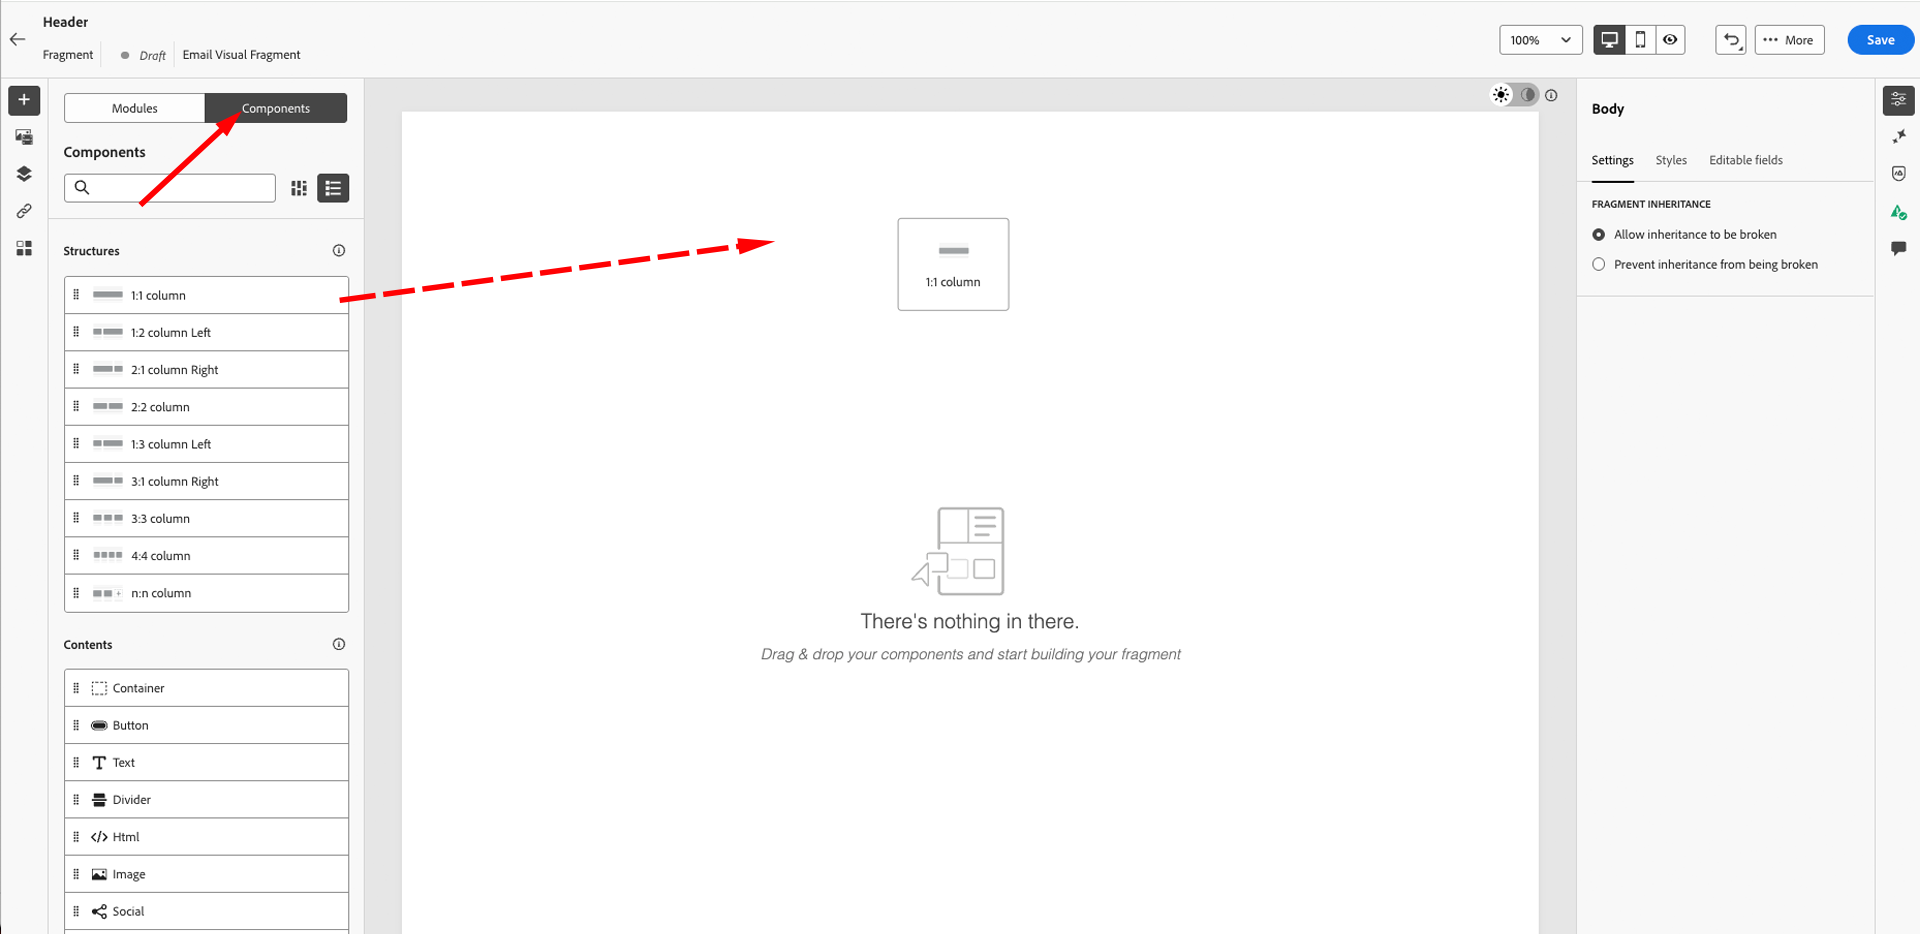 Header
Fragment
Draft
Email Visual Fragment
100%
More
Save
Modules
Components
Components
Structures
1:1 column
1:2 column Left
2:1 column Right
2:2 column
1:3 column Left
3:1 column Right
3:3 column
4:4 column
n:n column
Contents
Container
Button
Text
Divider
Html
Image
Social
1:1 column
There's nothing in there.
Drag & drop your components and start building your fragment
Body
Settings
Styles
Editable fields
FRAGMENT INHERITANCE
Allow inheritance to be broken
Prevent inheritance from being broken